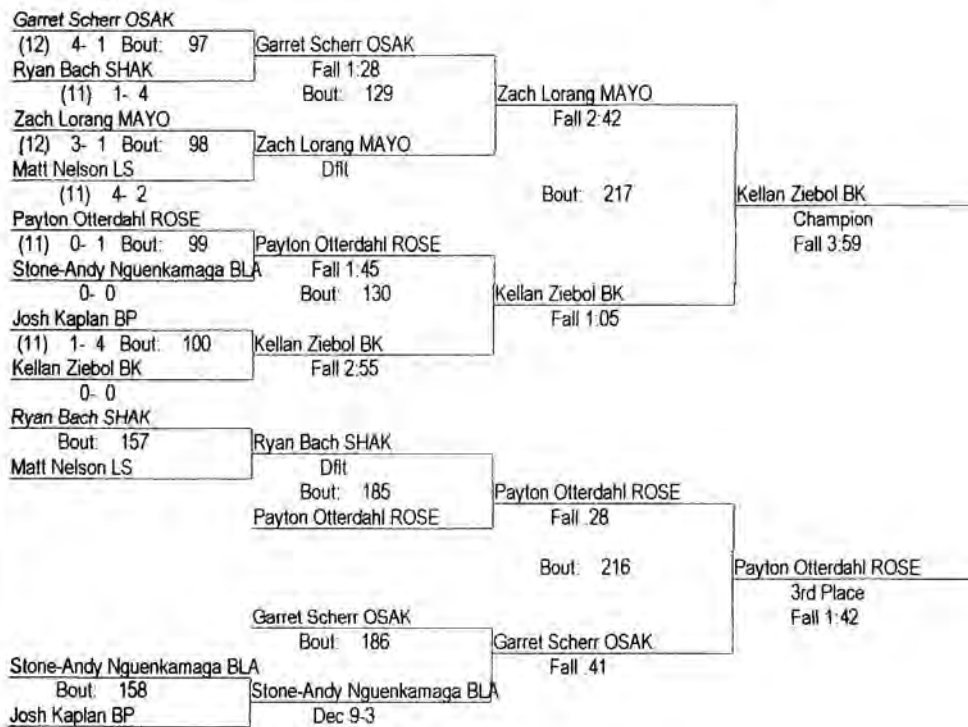 Garret Scherr OSAK
(12) 4- 1 Bout: 97
Ryan Bach SHAK
(11) 1- 4
Zach Lorang MAYO
(12) 3- 1 Bout: 98
Matt Nelson LS
(11) 4- 2
Payton Otterdahl ROSE
(11) 0- 1 Bout: 99
Stone-Andy Nguenkamaga BLA
0- 0
Josh Kaplan BP
(11) 1- 4 Bout: 100
Kellan Ziebol BK
0- 0
Ryan Bach SHAK
Bout: 157
Matt Nelson LS
Stone-Andy Nguenkamaga BLA
Bout: 158
Josh Kaplan BP
Garret Scherr OSAK
Fall 1:28
Bout: 129
Zach Lorang MAYO
Dflt
Payton Otterdahl ROSE
Fall 1:45
Bout: 130
Kellan Ziebol BK
Fall 2:55
Ryan Bach SHAK
Dflt
Bout: 185
Payton Otterdahl ROSE
Garret Scherr OSAK
Bout: 186
Stone-Andy Nguenkamaga BLA
Dec 9-3
Zach Lorang MAYO
Fall 2:42
Bout: 217
Kellan Ziebol BK
Fall 1:05
Payton Otterdahl ROSE
Fall :28
Bout: 216
Garret Scherr OSAK
Fall :41
Kellan Ziebol BK
Champion
Fall 3:59
Payton Otterdahl ROSE
3rd Place
Fall 1:42